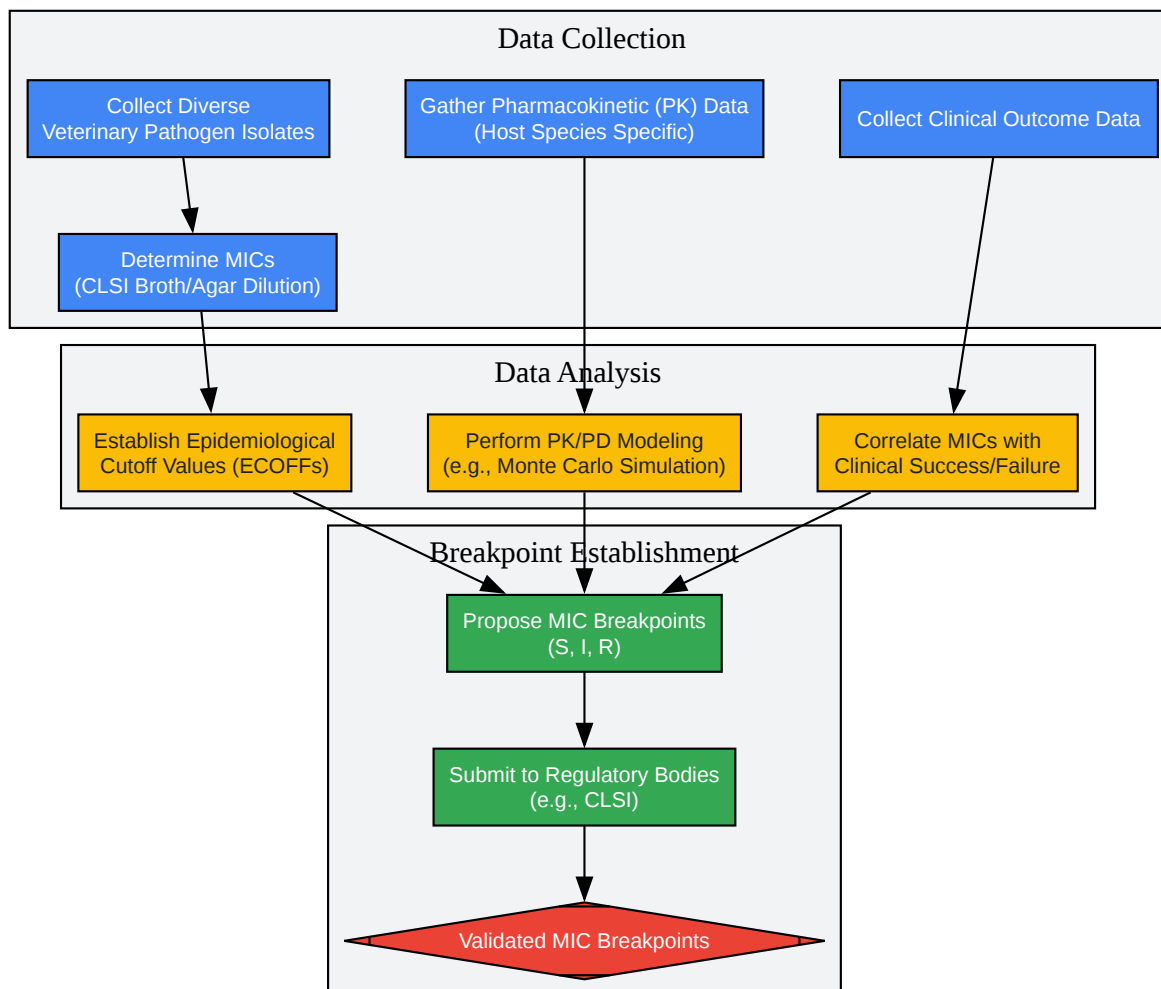 Data Collection
Collect Diverse
Veterinary Pathogen Isolates
Gather Pharmacokinetic (PK) Data
(Host Species Specific)
Collect Clinical Outcome Data
Determine MICs
(CLSI Broth/Agar Dilution)
Data Analysis
Establish Epidemiological
Cutoff Values (ECOFFs)
Perform PK/PD Modeling
(e.g., Monte Carlo Simulation)
Correlate MICs with
Clinical Success/Failure
Breakpoint Establishment
Propose MIC Breakpoints
(S, I, R)
Submit to Regulatory Bodies
(e.g., CLSI)
Validated MIC Breakpoints